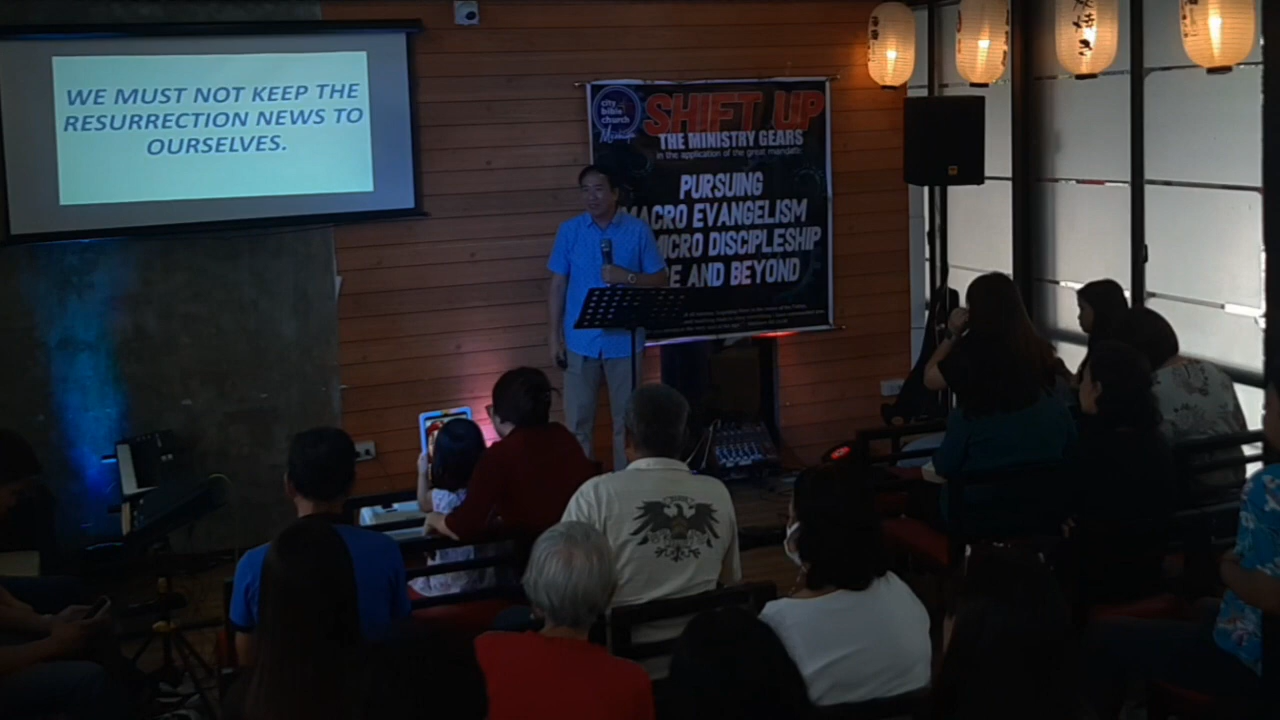 WE MUST NOT KEEP THE
RESURRECTION NEWS TO
OURSELVES.
city
bible
church
SHIFT UP
THE MINISTRY GEARS
in the application of the great mandate
PURSUING
MACRO EVANGELISM
MICRO DISCIPLESHIP
E AND BEYOND